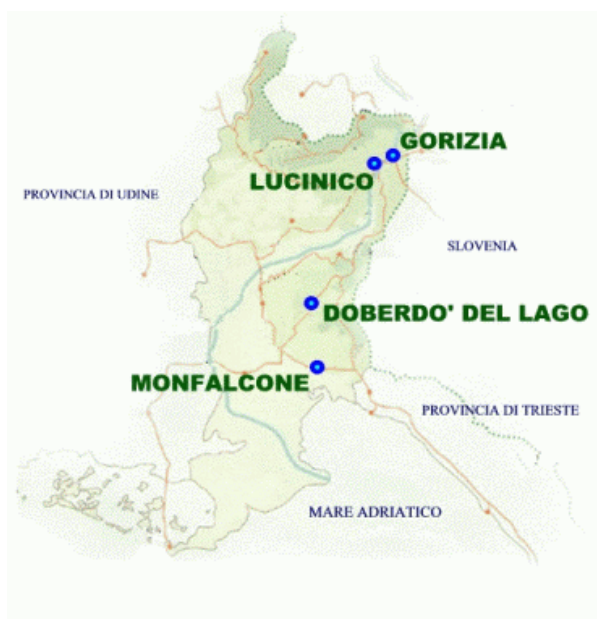 GORIZIA
LUCINICO
PROVINCIA DI UDINE
SLOVENIA
DOBERDO' DEL LAGO
MONFALCONE
PROVINCIA DI TRIESTE
MARE ADRIATICO